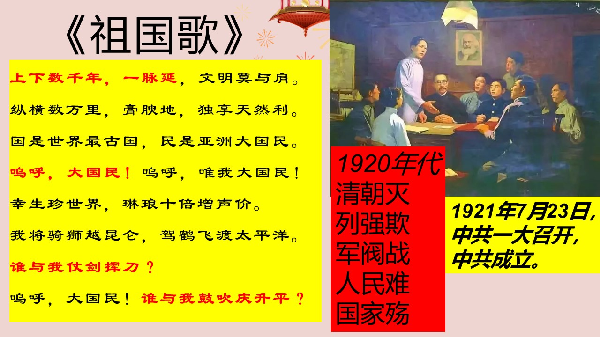 《祖国歌》
上下数千年，一脉延，文明莫与肩。
纵横数万里，膏腴地，独享天然利。
国是世界最古国，民是亚洲大国民。
呜呼，大国民！呜呼，唯我大国民！
幸生珍世界，琳琅十倍增声价。
我将骑狮越昆仑，驾鹤飞渡太平洋。
谁与我仗剑挥刀？
呜呼，大国民！谁与我鼓吹庆升平？
1920年代
清朝灭
列强欺
军阀战
人民难
国家殇
1921年7月23日，
中共一大召开，
中共成立。